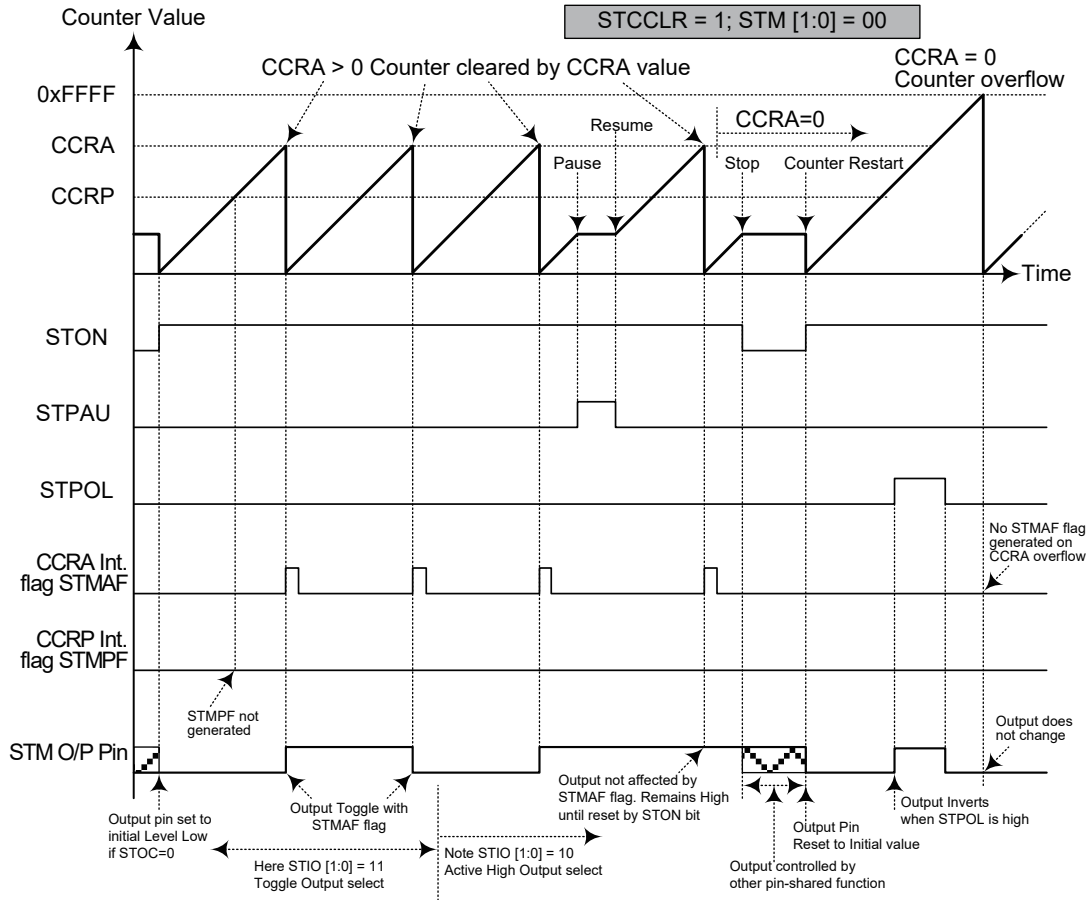 Counter Value
STCCLR = 1; STM [1:0] = 00
CCRA > 0 Counter cleared by CCRA value
CCRA = 0
Counter overflow
0xFFFF
CCRA
CCRP
Resume
CCRA=0
Pause
Stop
Counter Restart
Time
STON
STPAU
STPOL
No STMAF flag
generated on
CCRA overflow
CCRA Int.
flag STMAF
CCRP Int.
flag STMPF
STMPF not
generated
STM O/P Pin
Output does
not change
Output pin set to
initial Level Low
if STOC=0
Output Toggle with
STMAF flag
Output not affected by
STMAF flag. Remains High
until reset by STON bit
Output Inverts
when STPOL is high
Output Pin
Reset to Initial value
Here STIO [1:0] = 11
Toggle Output select
Note STIO [1:0] = 10
Active High Output select
Output controlled by
other pin-shared function